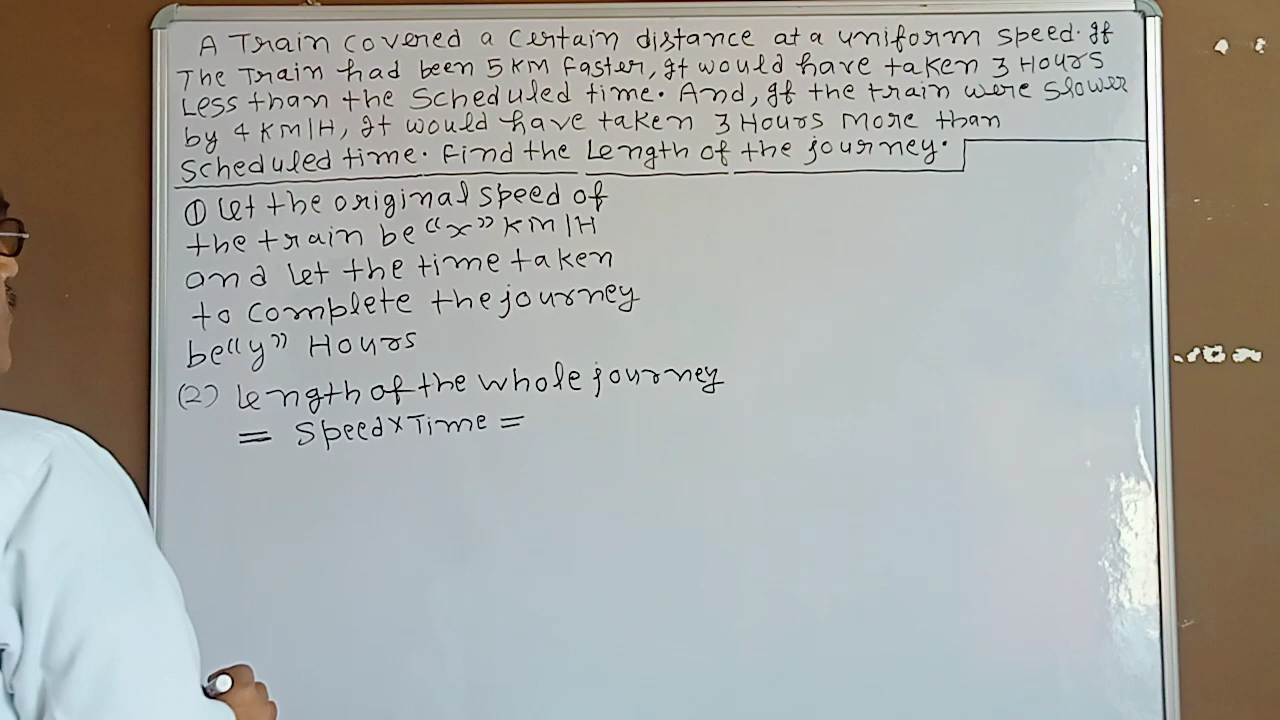 A Train covered a certain distance at a uniform speed. If
The Train had been 5 KM Faster, It would have taken 3 Hours
Less than the Scheduled time. And, If the train were slower
by 4 KM/H, It would have taken 3 Hours more than
Scheduled time. Find the Length of the journey.
① Let the original speed of
the train be "x" KM/H
and let the time taken
to complete the journey
be "y" Hours
(2) Length of the whole journey
= Speed×Time =